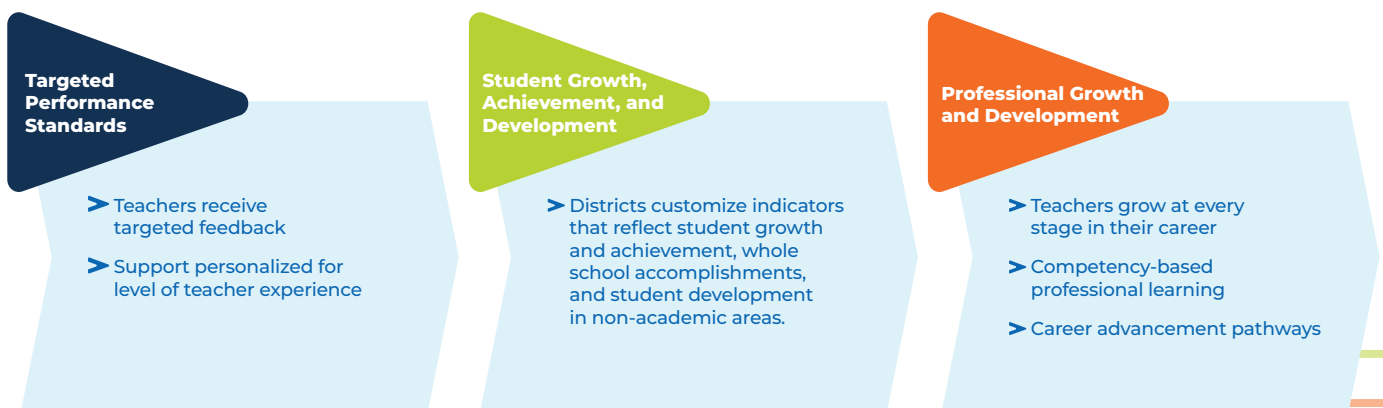 Targeted
Performance
Standards
➤ Teachers receive
targeted feedback
➤ Support personalized for
level of teacher experience
Student Growth,
Achievement, and
Development
➤ Districts customize indicators
that reflect student growth
and achievement, whole
school accomplishments,
and student development
in non-academic areas.
Professional Growth
and Development
➤ Teachers grow at every
stage in their career
➤ Competency-based
professional learning
➤ Career advancement pathways